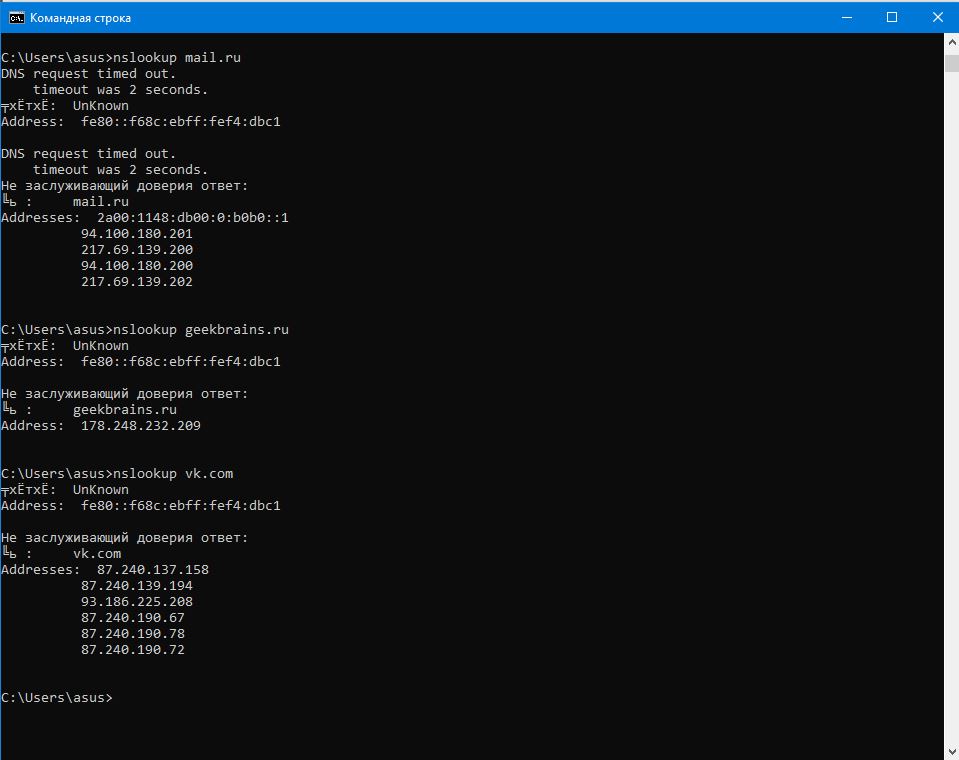 Командная строка
C:\Users\asus>nslookup mail.ru
DNS request timed out.
    timeout was 2 seconds.
╤хЁтхЁ:  UnKnown
Address:  fe80::f68c:ebff:fef4:dbc1
DNS request timed out.
    timeout was 2 seconds.
Не заслуживающий доверия ответ:
╚ь :     mail.ru
Addresses:  2a00:1148:db00:0:b0b0::1
          94.100.180.201
          217.69.139.200
          94.100.180.200
          217.69.139.202
C:\Users\asus>nslookup geekbrains.ru
╤хЁтхЁ:  UnKnown
Address:  fe80::f68c:ebff:fef4:dbc1
Не заслуживающий доверия ответ:
╚ь :     geekbrains.ru
Address:  178.248.232.209
C:\Users\asus>nslookup vk.com
╤хЁтхЁ:  UnKnown
Address:  fe80::f68c:ebff:fef4:dbc1
Не заслуживающий доверия ответ:
╚ь :     vk.com
Addresses:  87.240.137.158
          87.240.139.194
          93.186.225.208
          87.240.190.67
          87.240.190.78
          87.240.190.72
C:\Users\asus>